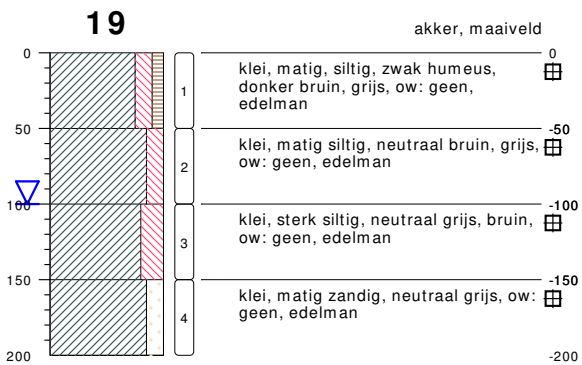 19
akker, maaiveld
0
0
1
klei, matig, siltig, zwak humeus,
donker bruin, grijs, ow: geen,
edelman
50
-50
2
klei, matig siltig, neutraal bruin, grijs,
ow: geen, edelman
100
-100
3
klei, sterk siltig, neutraal grijs, bruin,
ow: geen, edelman
150
-150
4
klei, matig zandig, neutraal grijs, ow:
geen, edelman
200
-200